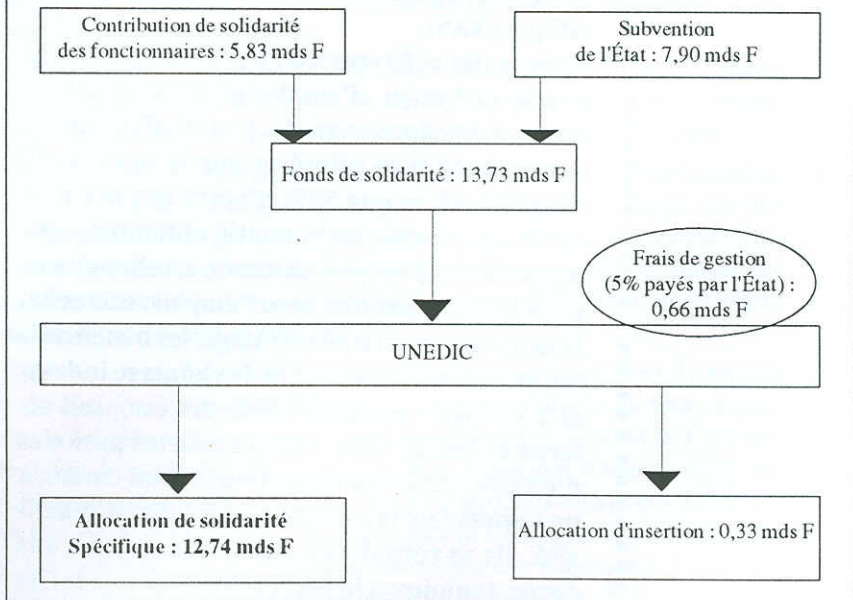 Contribution de solidarité
des fonctionnaires : 5,83 mds F
Subvention
de l'État : 7,90 mds F
Fonds de solidarité : 13,73 mds F
Frais de gestion
(5% payés par l'État) :
0,66 mds F
UNEDIC
Allocation de solidarité
Spécifique : 12,74 mds F
Allocation d'insertion : 0,33 mds F